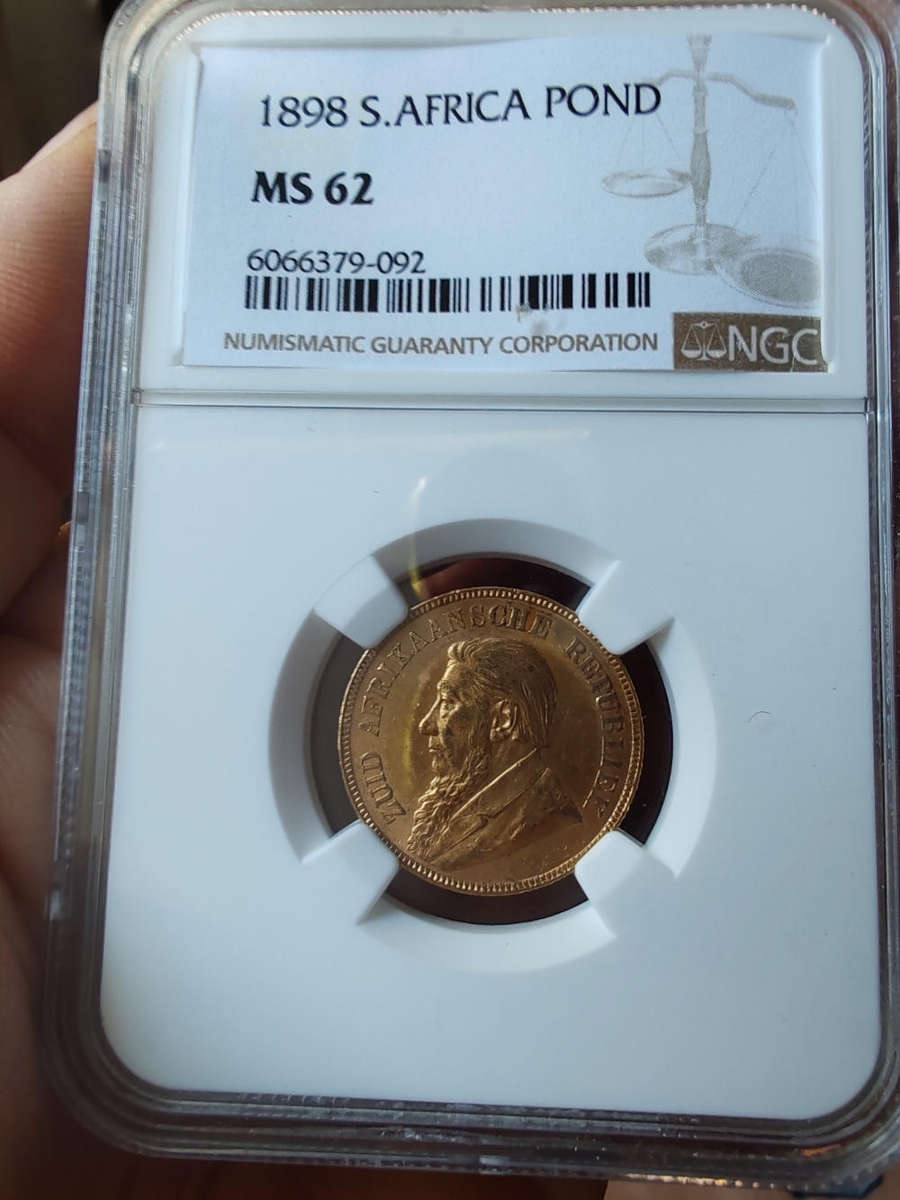 1898 S.AFRICA POND
MS 62
6066379-092
NUMISMATIC GUARANTY CORPORATION
NGC
ZUID AFRIKAANSCHE REPUBLIEK